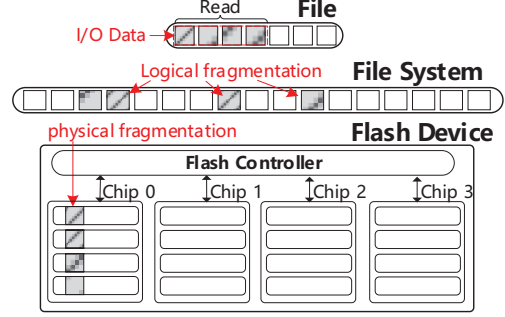 Read
File
I/O Data
Logical fragmentation
File System
physical fragmentation
Flash Device
Flash Controller
Chip 0
Chip 1
Chip 2
Chip 3